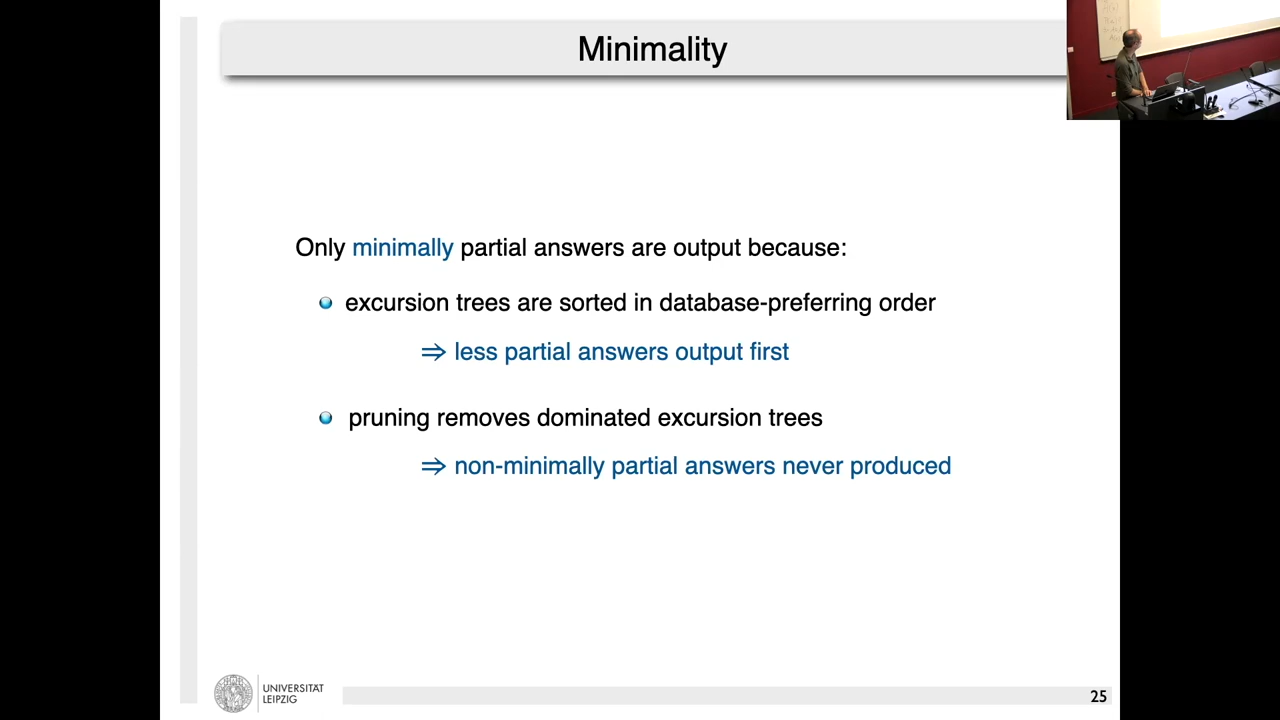 Minimality
Only minimally partial answers are output because:
excursion trees are sorted in database-preferring order
⇒ less partial answers output first
pruning removes dominated excursion trees
⇒ non-minimally partial answers never produced
UNIVERSITÄT
LEIPZIG
25